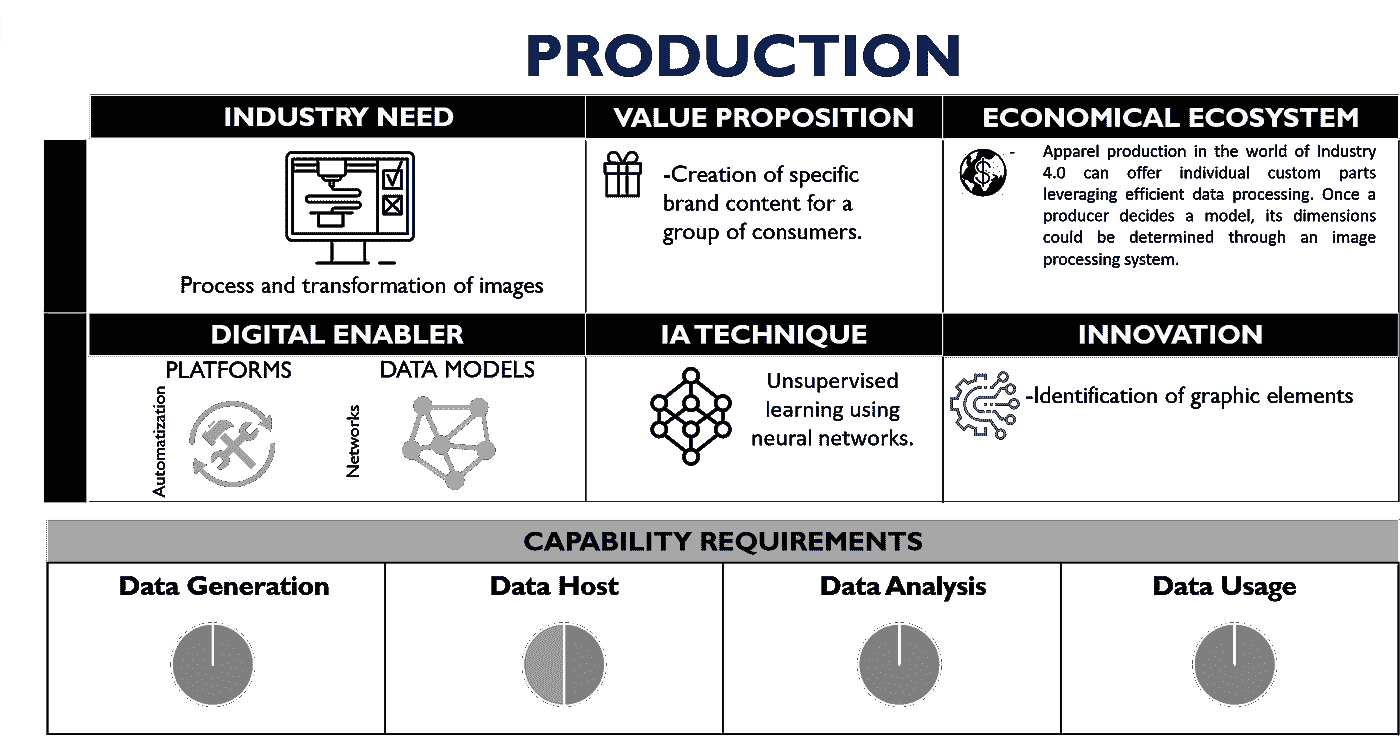 PRODUCTION
INDUSTRY NEED
VALUE PROPOSITION
ECONOMICAL ECOSYSTEM
Process and transformation of images
-Creation of specific
brand content for a
group of consumers.
-
Apparel production in the world of Industry
4.0 can offer individual custom parts
leveraging efficient data processing. Once a
producer decides a model, its dimensions
could be determined through an image
processing system.
DIGITAL ENABLER
IA TECHNIQUE
INNOVATION
PLATFORMS
Automatization
DATA MODELS
Networks
Unsupervised
learning using
neural networks.
-Identification of graphic elements
CAPABILITY REQUIREMENTS
Data Generation
Data Host
Data Analysis
Data Usage